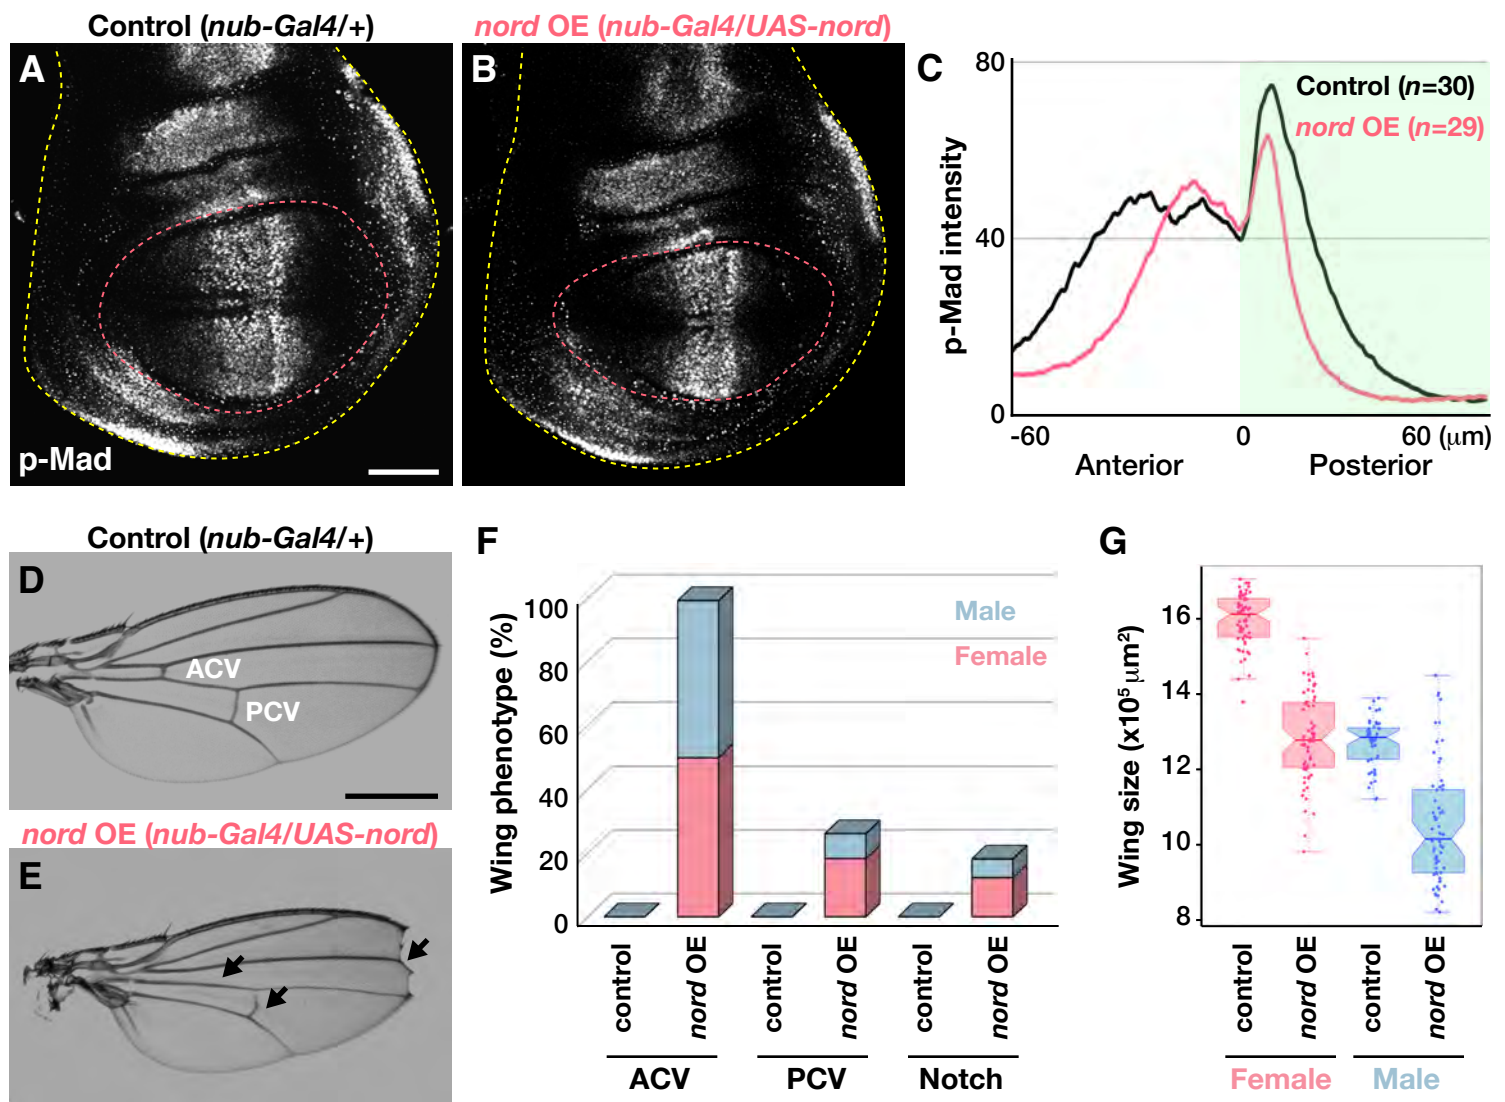 Control (nub-Gal4/+)
nord OE (nub-Gal4/UAS-nord)
A
p-Mad
B
C
p-Mad intensity
80
40
0
Control (n=30)
nord OE (n=29)
-60
0
60 (μm)
Anterior
Posterior
Control (nub-Gal4/+)
D
ACV
PCV
nord OE (nub-Gal4/UAS-nord)
E
F
Wing phenotype (%)
100
80
60
40
20
0
Male
Female
control
nord OE
control
nord OE
control
nord OE
ACV
PCV
Notch
G
Wing size (x10⁵ μm²)
16
14
12
10
8
control
nord OE
control
nord OE
Female
Male